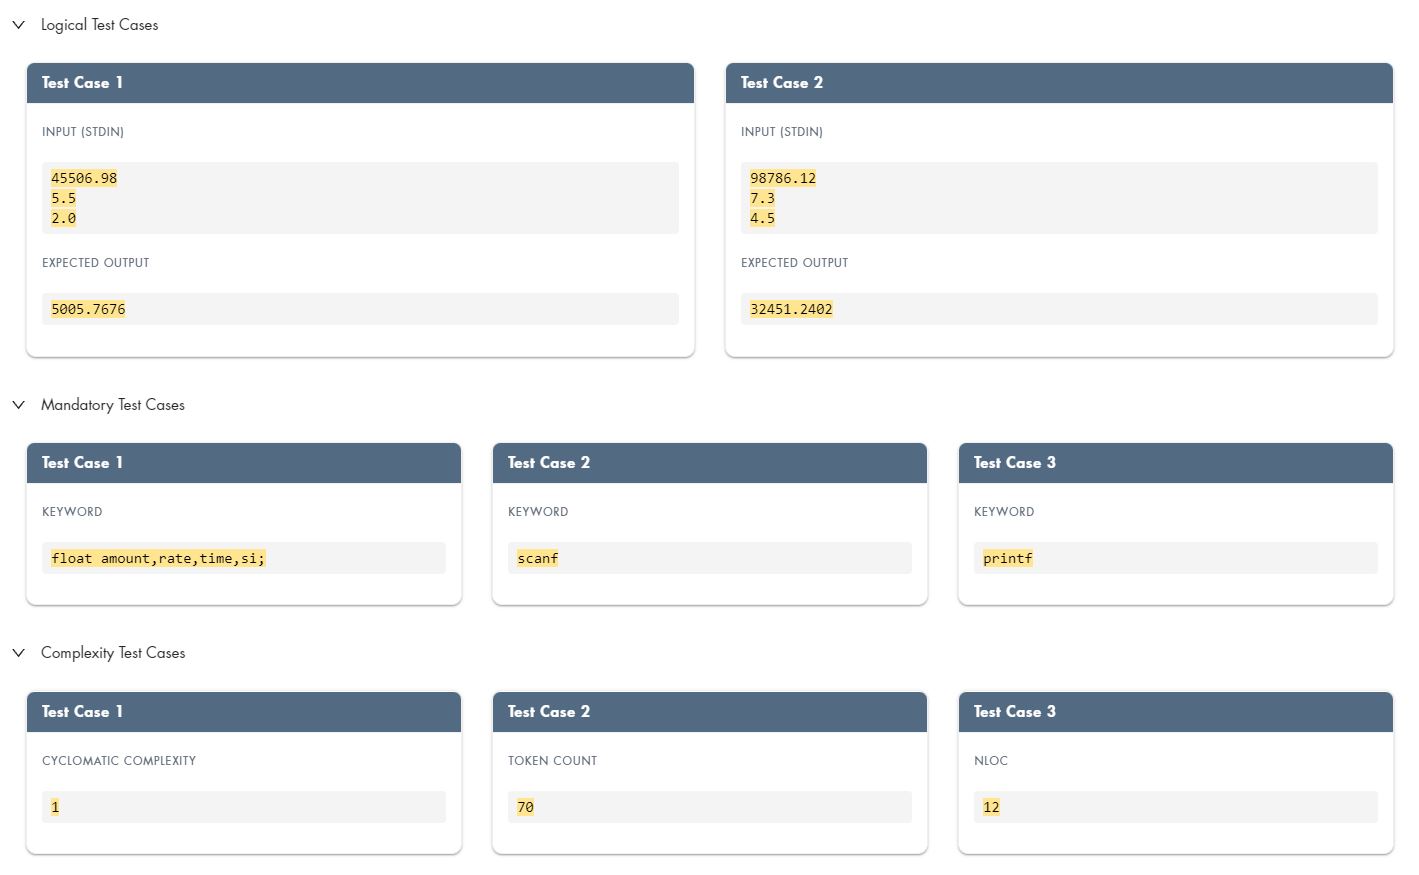 Logical Test Cases
Test Case 1
INPUT (STDIN)
45506.98
5.5
2.0
EXPECTED OUTPUT
5005.7676
Test Case 2
INPUT (STDIN)
98786.12
7.3
4.5
EXPECTED OUTPUT
32451.2402
Mandatory Test Cases
Test Case 1
KEYWORD
float amount,rate,time,si;
Test Case 2
KEYWORD
scanf
Test Case 3
KEYWORD
printf
Complexity Test Cases
Test Case 1
CYCLOMATIC COMPLEXITY
1
Test Case 2
TOKEN COUNT
70
Test Case 3
NLOC
12